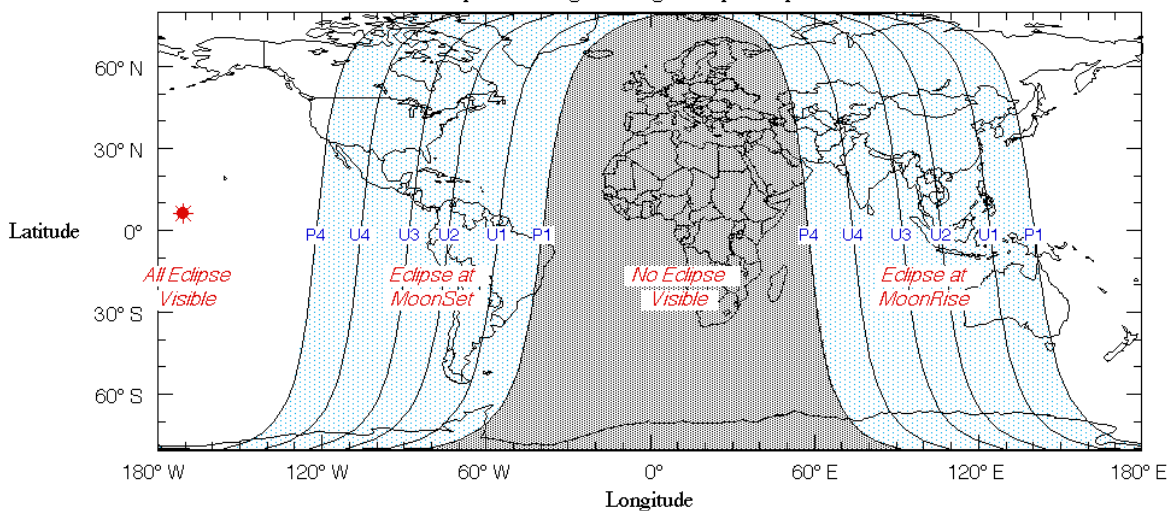 60° N
30° N
Latitude
0°
P4 U4 U3 U2 U1 P1 P4 U4 U3 U2 U1 P1
All Eclipse
Visible
Eclipse at
MoonSet
No Eclipse
Visible
Eclipse at
MoonRise
30° S
60° S
180° W 120° W 60° W 0° 60° E 120° E 180° E
Longitude